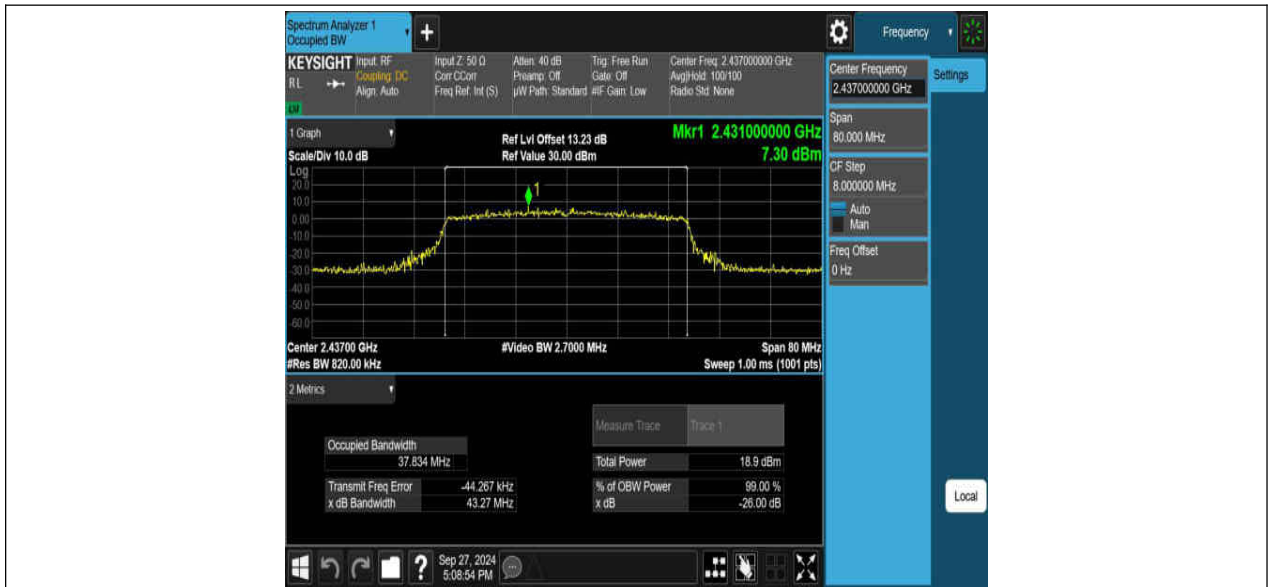 Spectrum Analyzer 1
Occupied BW
+
Frequency
KEYSIGHT Input: RF Input Z: 50 Ω Atten: 40 dB Trig: Free Run Center Freq: 2.437000000 GHz
RL Coupling: DC Corr CCorr Preamp: Off Gate: Off Avg|Hold: 100/100
Align: Auto Freq Ref: Int (S) µW Path: Standard #IF Gain: Low Radio Std: None
Center Frequency
2.437000000 GHz
Settings
Span
80.000 MHz
CF Step
8.000000 MHz
Auto
Man
Freq Offset
0 Hz
Local
1 Graph
Ref Lvl Offset 13.23 dB
Mkr1 2.431000000 GHz
Scale/Div 10.0 dB
Ref Value 30.00 dBm
7.30 dBm
Log
20.0
10.0
0.00
-10.0
-20.0
-30.0
-40.0
-50.0
-60.0
1
Center 2.43700 GHz #Video BW 2.7000 MHz Span 80 MHz
#Res BW 820.00 kHz Sweep 1.00 ms (1001 pts)
2 Metrics
Measure Trace Trace 1
Occupied Bandwidth
37.834 MHz
Total Power 18.9 dBm
Transmit Freq Error -44.267 kHz % of OBW Power 99.00 %
x dB Bandwidth 43.27 MHz x dB -26.00 dB
?
Sep 27, 2024
5:08:54 PM